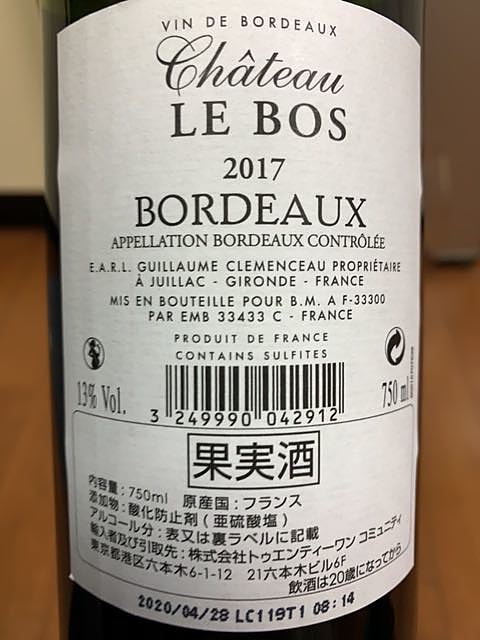 VIN DE BORDEAUX
Château
LE BOS
2017
BORDEAUX
APPELLATION BORDEAUX CONTRÔLÉE
E.A.R.L. GUILLAUME CLEMENCEAU PROPRIÉTAIRE
À JUILLAC - GIRONDE - FRANCE
MIS EN BOUTEILLE POUR B.M. A F-33300
PAR EMB 33433 C - FRANCE
PRODUIT DE FRANCE
CONTAINS SULFITES
13% Vol.
750 ml
3 249990 042912
果実酒
内容量:750ml 原産国:フランス
添加物:酸化防止剤(亜硫酸塩)
アルコール分:表又は裏ラベルに記載
輸入者及び引取先:株式会社トゥエンティーワン コミュニティ
東京都港区六本木6-1-12 21六本木ビル6F
飲酒は20歳になってから
2020/04/28 LC119T1 08:14